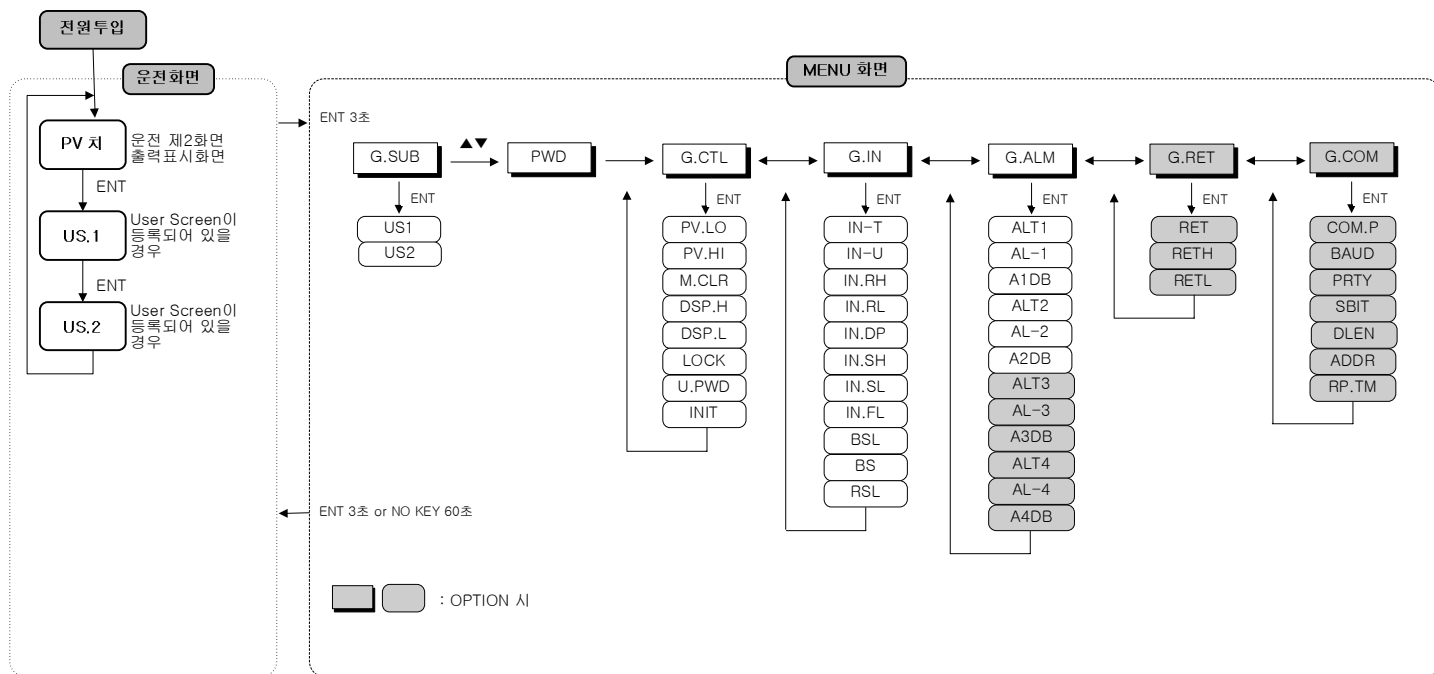 전원투입
운전화면
MENU 화면
PV 치
운전 제2화면
출력표시화면
ENT
US.1
User Screen이
등록되어 있을
경우
ENT
US.2
User Screen이
등록되어 있을
경우
ENT 3초
ENT 3초 or NO KEY 60초
G.SUB
▲▼
PWD
G.CTL
G.IN
G.ALM
G.RET
G.COM
ENT
US1
US2
ENT
PV.LO
PV.HI
M.CLR
DSP.H
DSP.L
LOCK
U.PWD
INIT
ENT
IN-T
IN-U
IN.RH
IN.RL
IN.DP
IN.SH
IN.SL
IN.FL
BSL
BS
RSL
ENT
ALT1
AL-1
A1DB
ALT2
AL-2
A2DB
ALT3
AL-3
A3DB
ALT4
AL-4
A4DB
ENT
RET
RETH
RETL
ENT
COM.P
BAUD
PRTY
SBIT
DLEN
ADDR
RP.TM
: OPTION 시